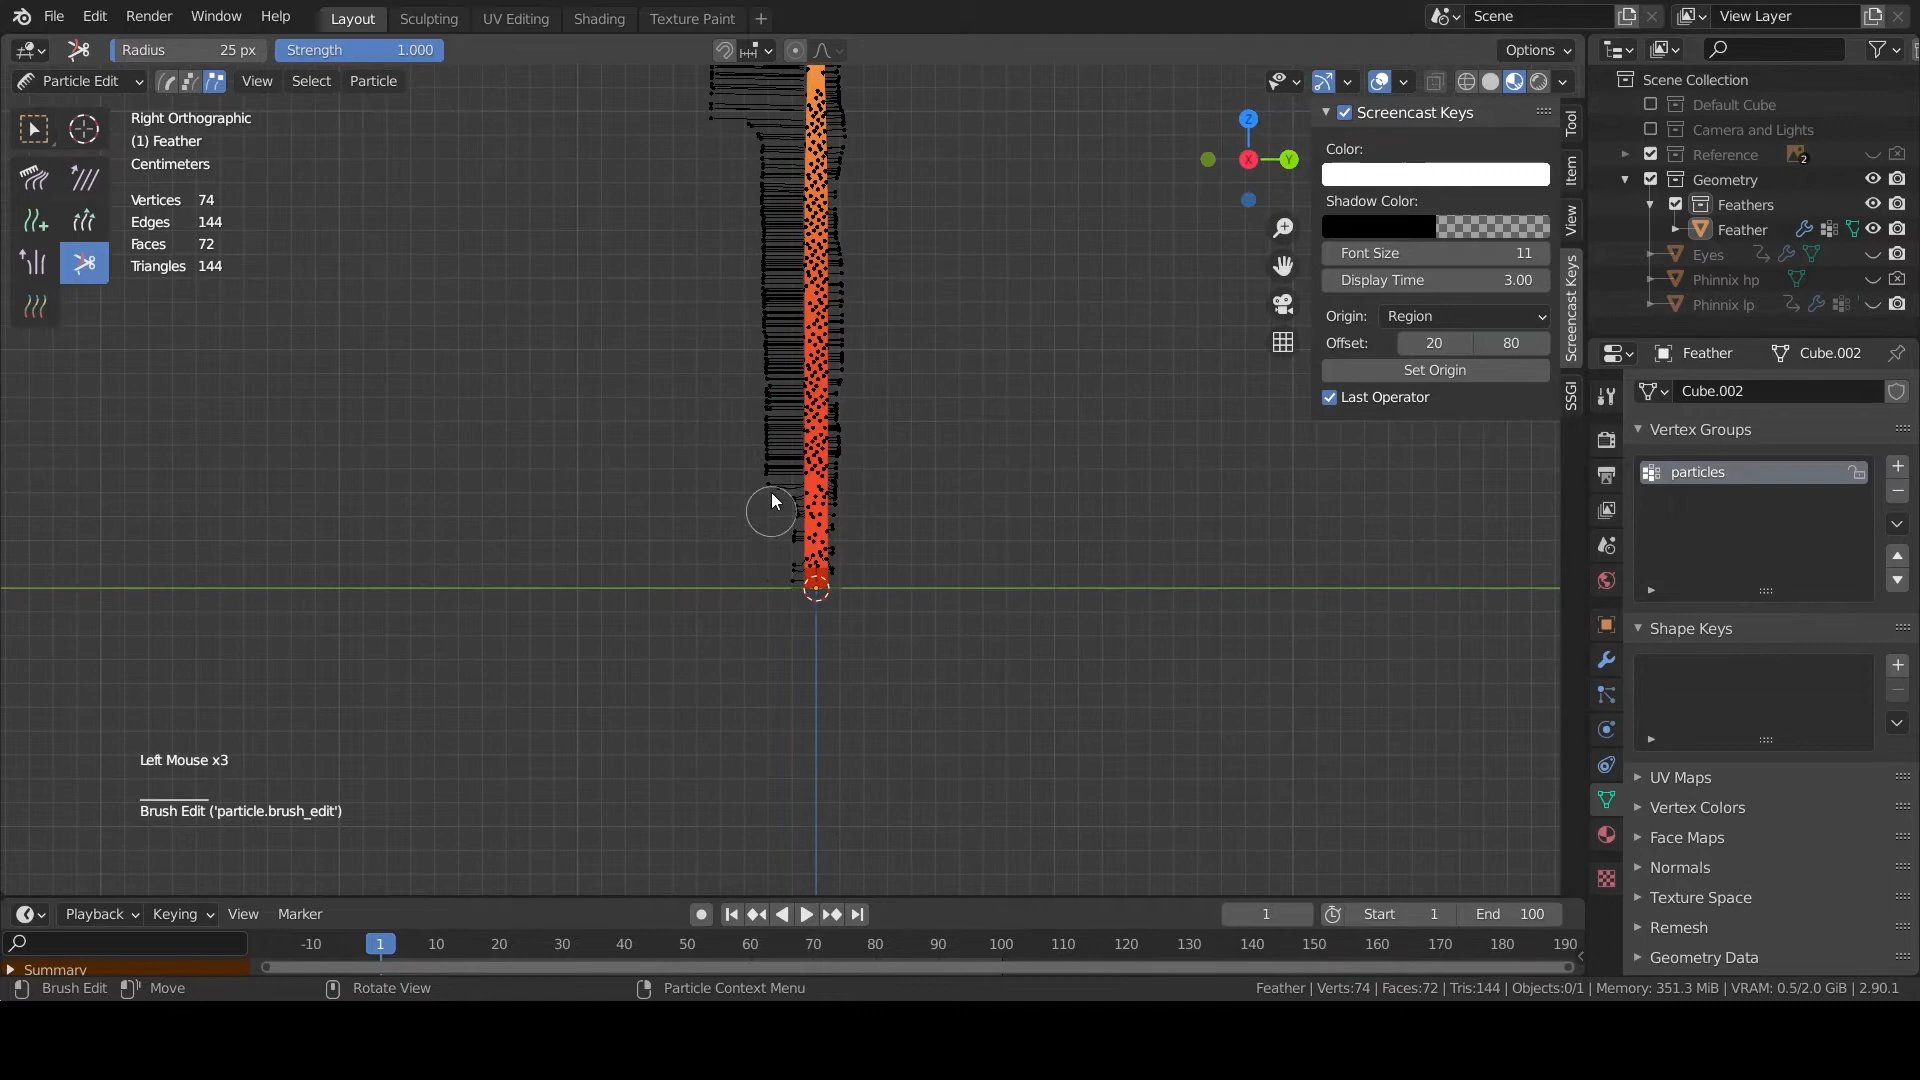 File Edit Render Window Help Layout Sculpting UV Editing Shading Texture Paint + Scene View Layer
Radius 25 px Strength 1.000 Options
Particle Edit View Select Particle
Right Orthographic
(1) Feather
Centimeters
Vertices 74
Edges 144
Faces 72
Triangles 144
Z
X
Y
Screencast Keys
Color:
Shadow Color:
Font Size 11
Display Time 3.00
Origin: Region
Offset: 20 80
Set Origin
Last Operator
Tool
Item
View
Screencast Keys
SSGI
Scene Collection
Default Cube
Camera and Lights
Reference 2
Geometry
Feathers
Feather
Eyes
Phinnix hp
Phinnix lp
Feather Cube.002
Cube.002
Vertex Groups
particles
Shape Keys
UV Maps
Vertex Colors
Face Maps
Normals
Texture Space
Remesh
Geometry Data
Left Mouse x3
Brush Edit ('particle.brush_edit')
Playback Keying View Marker 1 Start 1 End 100
-10 1 10 20 30 40 50 60 70 80 90 100 110 120 130 140 150 160 170 180 190
Summary
Brush Edit Move Rotate View Particle Context Menu Feather | Verts:74 | Faces:72 | Tris:144 | Objects:0/1 | Memory: 351.3 MiB | VRAM: 0.5/2.0 GiB | 2.90.1